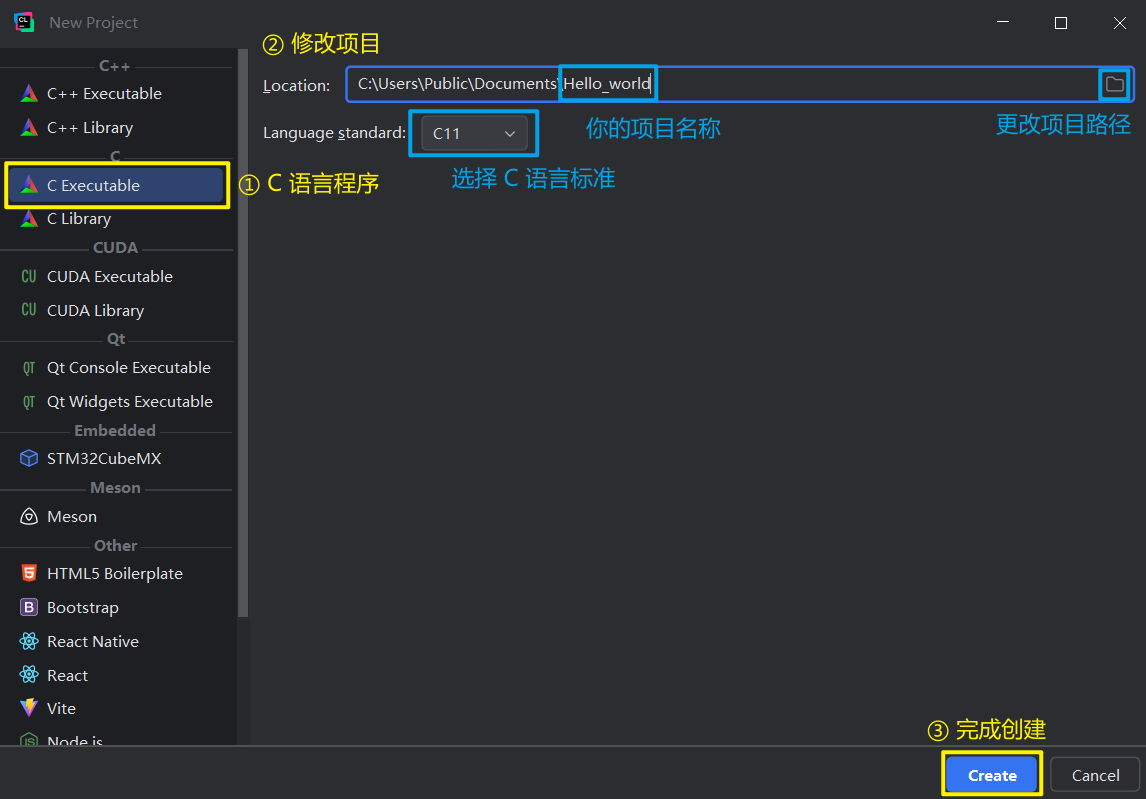 New Project
C++
C++ Executable
C++ Library
C
C Executable
C Library
CUDA
CUDA Executable
CUDA Library
Qt
Qt Console Executable
Qt Widgets Executable
Embedded
STM32CubeMX
Meson
Meson
Other
HTML5 Boilerplate
Bootstrap
React Native
React
Vite
Node.js
① C 语言程序
② 修改项目
Location: C:\Users\Public\Documents\Hello_world
你的项目名称
更改项目路径
Language standard: C11
选择 C 语言标准
③ 完成创建
Create Cancel